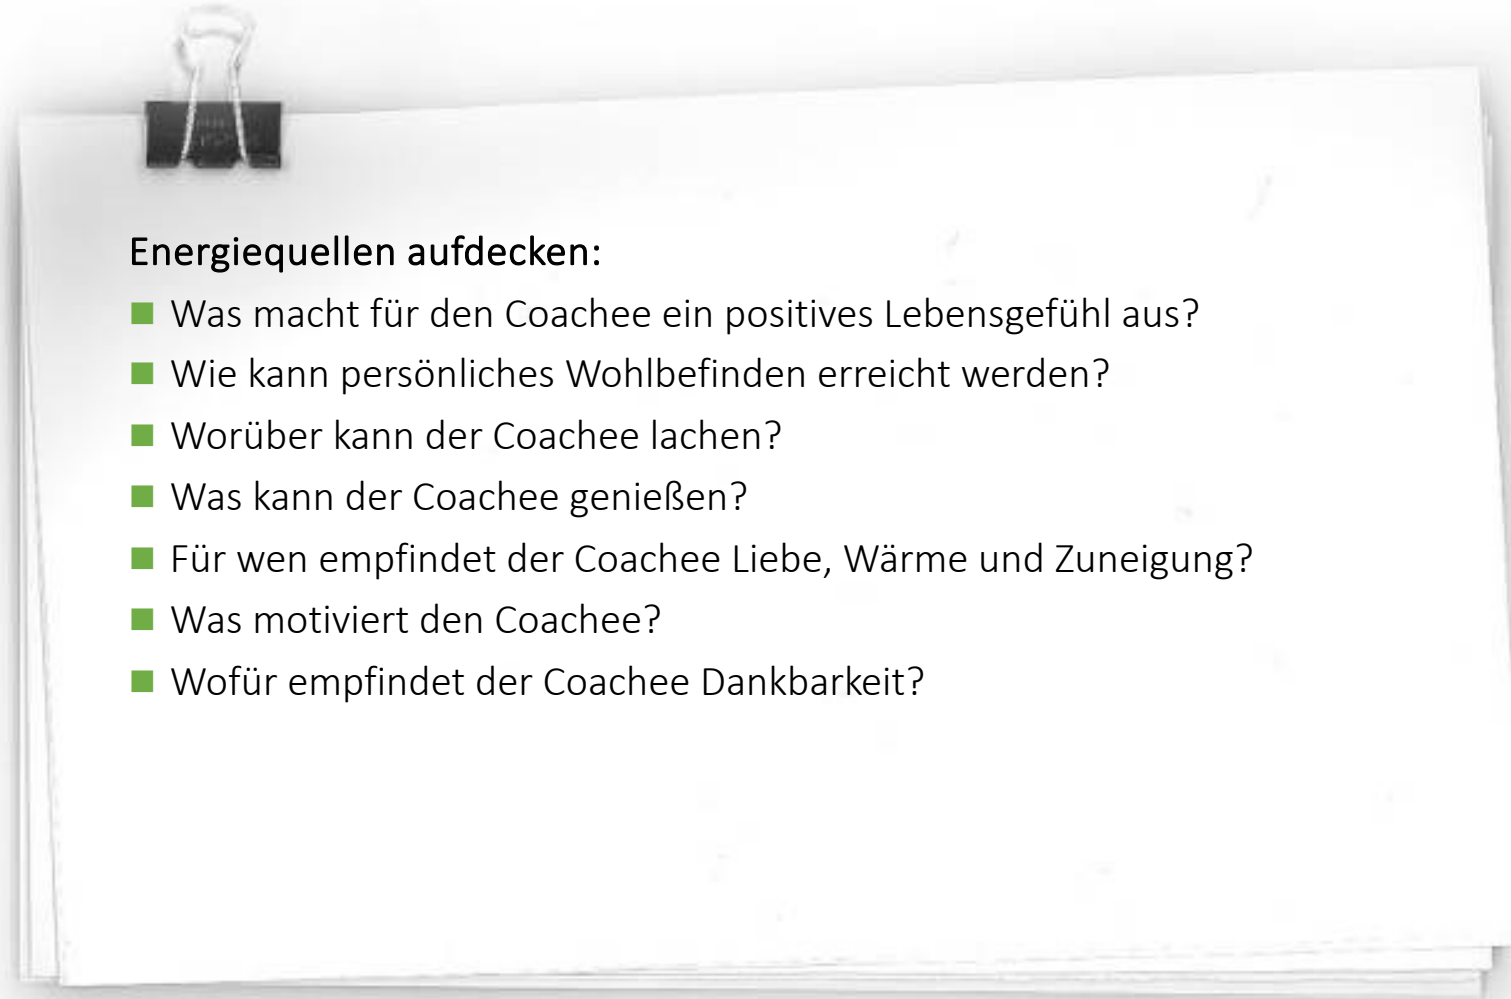 Energiequellen aufdecken:
■ Was macht für den Coachee ein positives Lebensgefühl aus?
■ Wie kann persönliches Wohlbefinden erreicht werden?
■ Worüber kann der Coachee lachen?
■ Was kann der Coachee genießen?
■ Für wen empfindet der Coachee Liebe, Wärme und Zuneigung?
■ Was motiviert den Coachee?
■ Wofür empfindet der Coachee Dankbarkeit?